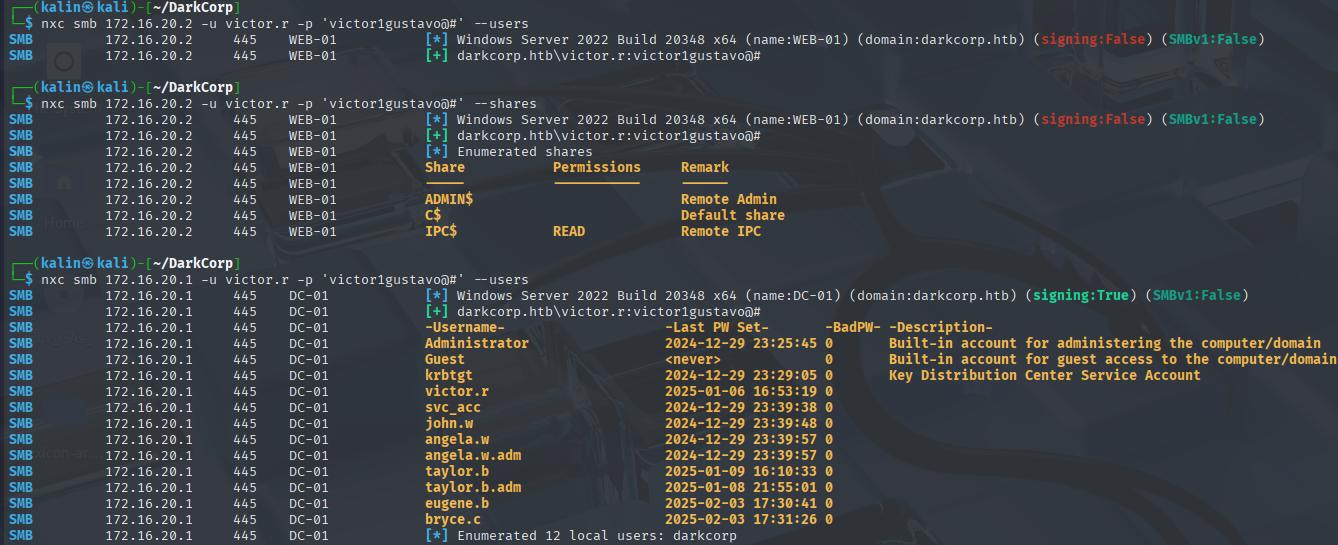 ┌──(kalin㉿kali)-[~/DarkCorp]
└─$ nxc smb 172.16.20.2 -u victor.r -p 'victor1gustavo@#' --users
SMB         172.16.20.2     445    WEB-01           [*] Windows Server 2022 Build 20348 x64 (name:WEB-01) (domain:darkcorp.htb) (signing:False) (SMBv1:False)
SMB         172.16.20.2     445    WEB-01           [+] darkcorp.htb\victor.r:victor1gustavo@#
┌──(kalin㉿kali)-[~/DarkCorp]
└─$ nxc smb 172.16.20.2 -u victor.r -p 'victor1gustavo@#' --shares
SMB         172.16.20.2     445    WEB-01           [*] Windows Server 2022 Build 20348 x64 (name:WEB-01) (domain:darkcorp.htb) (signing:False) (SMBv1:False)
SMB         172.16.20.2     445    WEB-01           [+] darkcorp.htb\victor.r:victor1gustavo@#
SMB         172.16.20.2     445    WEB-01           [*] Enumerated shares
SMB         172.16.20.2     445    WEB-01           Share           Permissions     Remark
SMB         172.16.20.2     445    WEB-01           -----           -----------     ------
SMB         172.16.20.2     445    WEB-01           ADMIN$                          Remote Admin
SMB         172.16.20.2     445    WEB-01           C$                              Default share
SMB         172.16.20.2     445    WEB-01           IPC$            READ            Remote IPC
┌──(kalin㉿kali)-[~/DarkCorp]
└─$ nxc smb 172.16.20.1 -u victor.r -p 'victor1gustavo@#' --users
SMB         172.16.20.1     445    DC-01            [*] Windows Server 2022 Build 20348 x64 (name:DC-01) (domain:darkcorp.htb) (signing:True) (SMBv1:False)
SMB         172.16.20.1     445    DC-01            [+] darkcorp.htb\victor.r:victor1gustavo@#
SMB         172.16.20.1     445    DC-01            -Username-                    -Last PW Set-       -BadPW- -Description-
SMB         172.16.20.1     445    DC-01            Administrator                 2024-12-29 23:25:45 0       Built-in account for administering the computer/domain
SMB         172.16.20.1     445    DC-01            Guest                         <never>             0       Built-in account for guest access to the computer/domain
SMB         172.16.20.1     445    DC-01            krbtgt                        2024-12-29 23:29:05 0       Key Distribution Center Service Account
SMB         172.16.20.1     445    DC-01            victor.r                      2025-01-06 16:53:19 0
SMB         172.16.20.1     445    DC-01            svc_acc                       2024-12-29 23:39:38 0
SMB         172.16.20.1     445    DC-01            john.w                        2024-12-29 23:39:48 0
SMB         172.16.20.1     445    DC-01            angela.w                      2024-12-29 23:39:57 0
SMB         172.16.20.1     445    DC-01            angela.w.adm                  2024-12-29 23:39:57 0
SMB         172.16.20.1     445    DC-01            taylor.b                      2025-01-09 16:10:33 0
SMB         172.16.20.1     445    DC-01            taylor.b.adm                  2025-01-08 21:55:01 0
SMB         172.16.20.1     445    DC-01            eugene.b                      2025-02-03 17:30:41 0
SMB         172.16.20.1     445    DC-01            bryce.c                       2025-02-03 17:31:26 0
SMB         172.16.20.1     445    DC-01            [*] Enumerated 12 local users: darkcorp